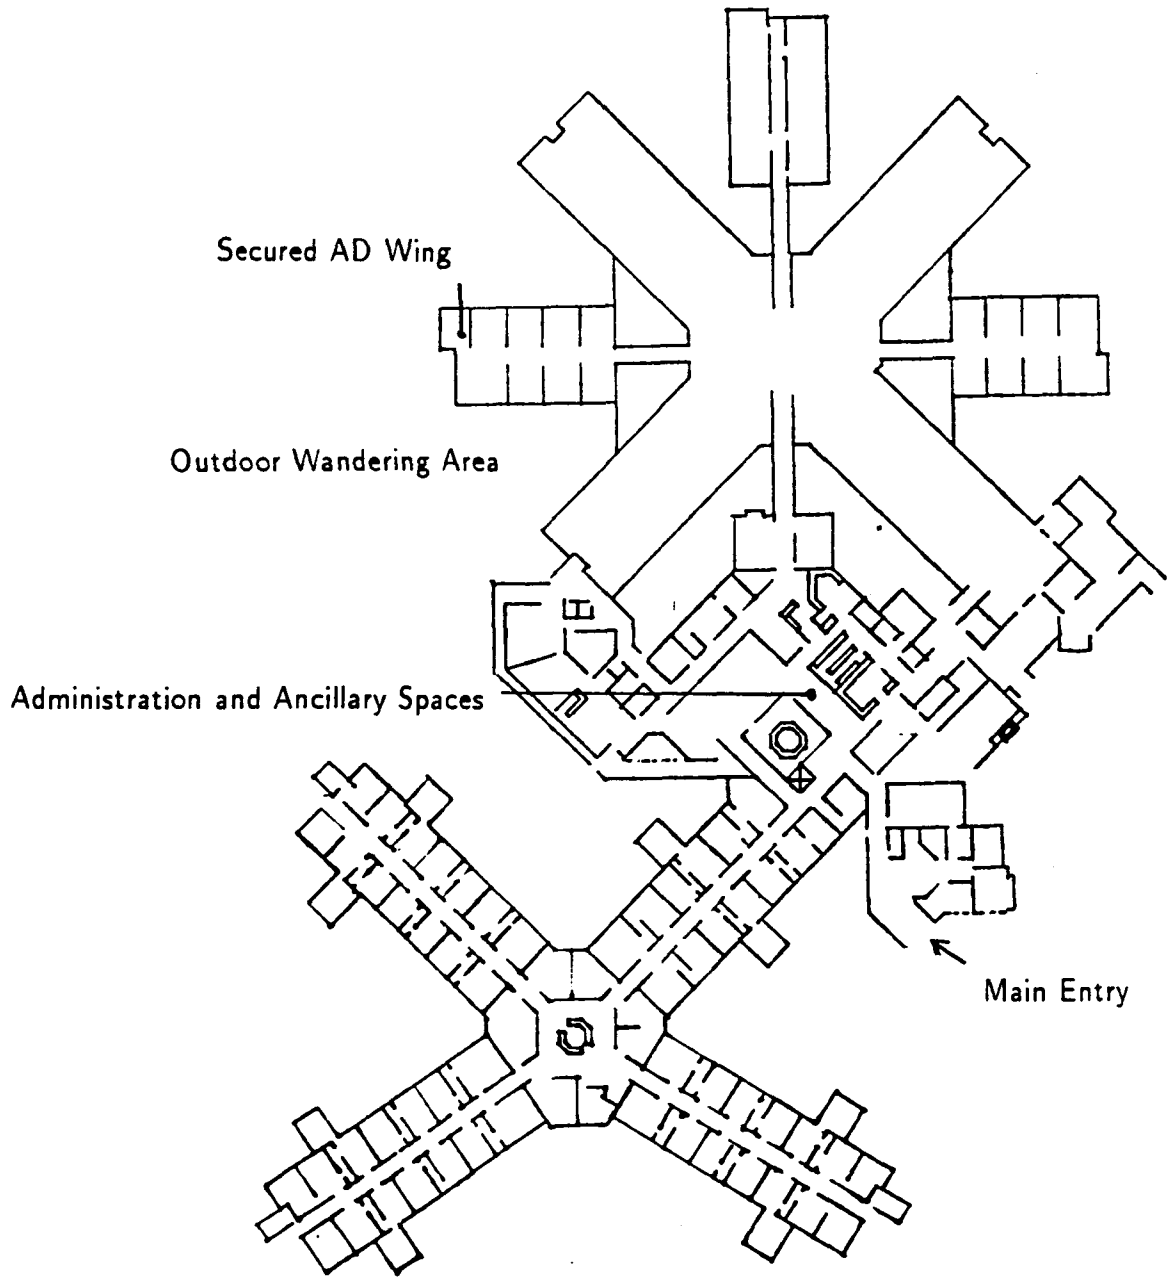 Secured AD Wing
Outdoor Wandering Area
Administration and Ancillary Spaces
Main Entry